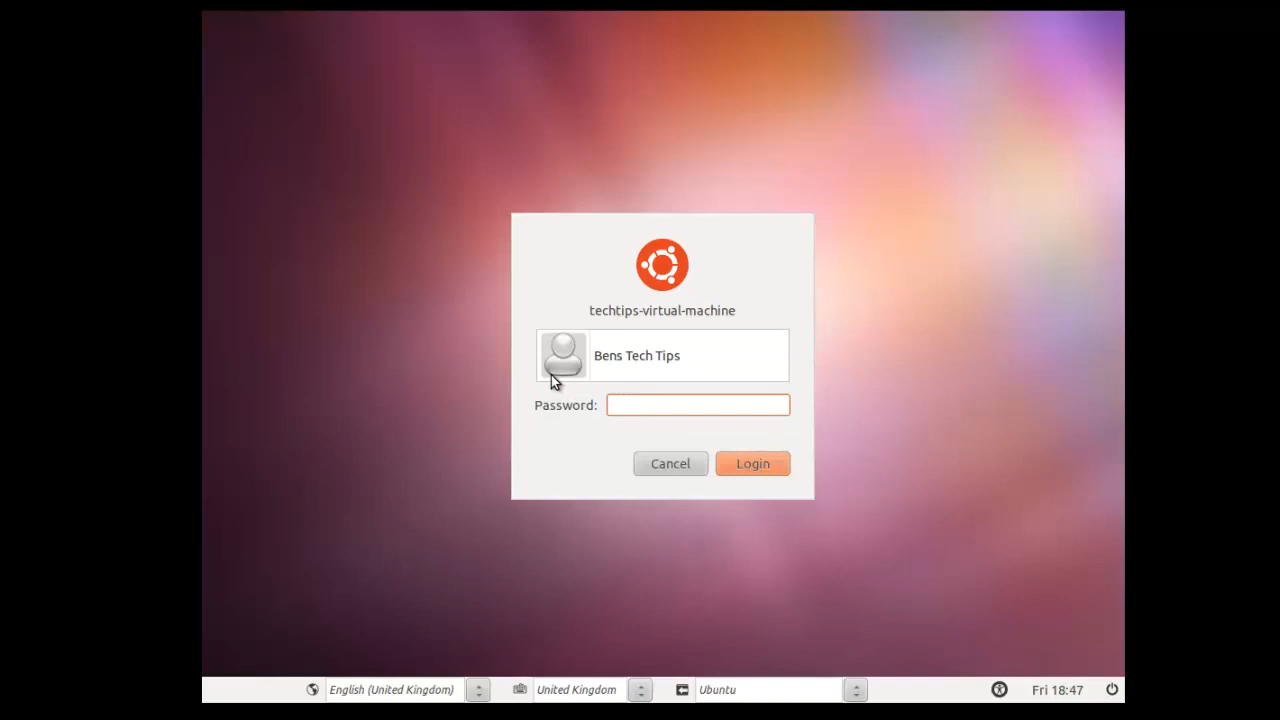 techtips-virtual-machine
Bens Tech Tips
Password:
Cancel
Login
English (United Kingdom)
United Kingdom
Ubuntu
Fri 18:47